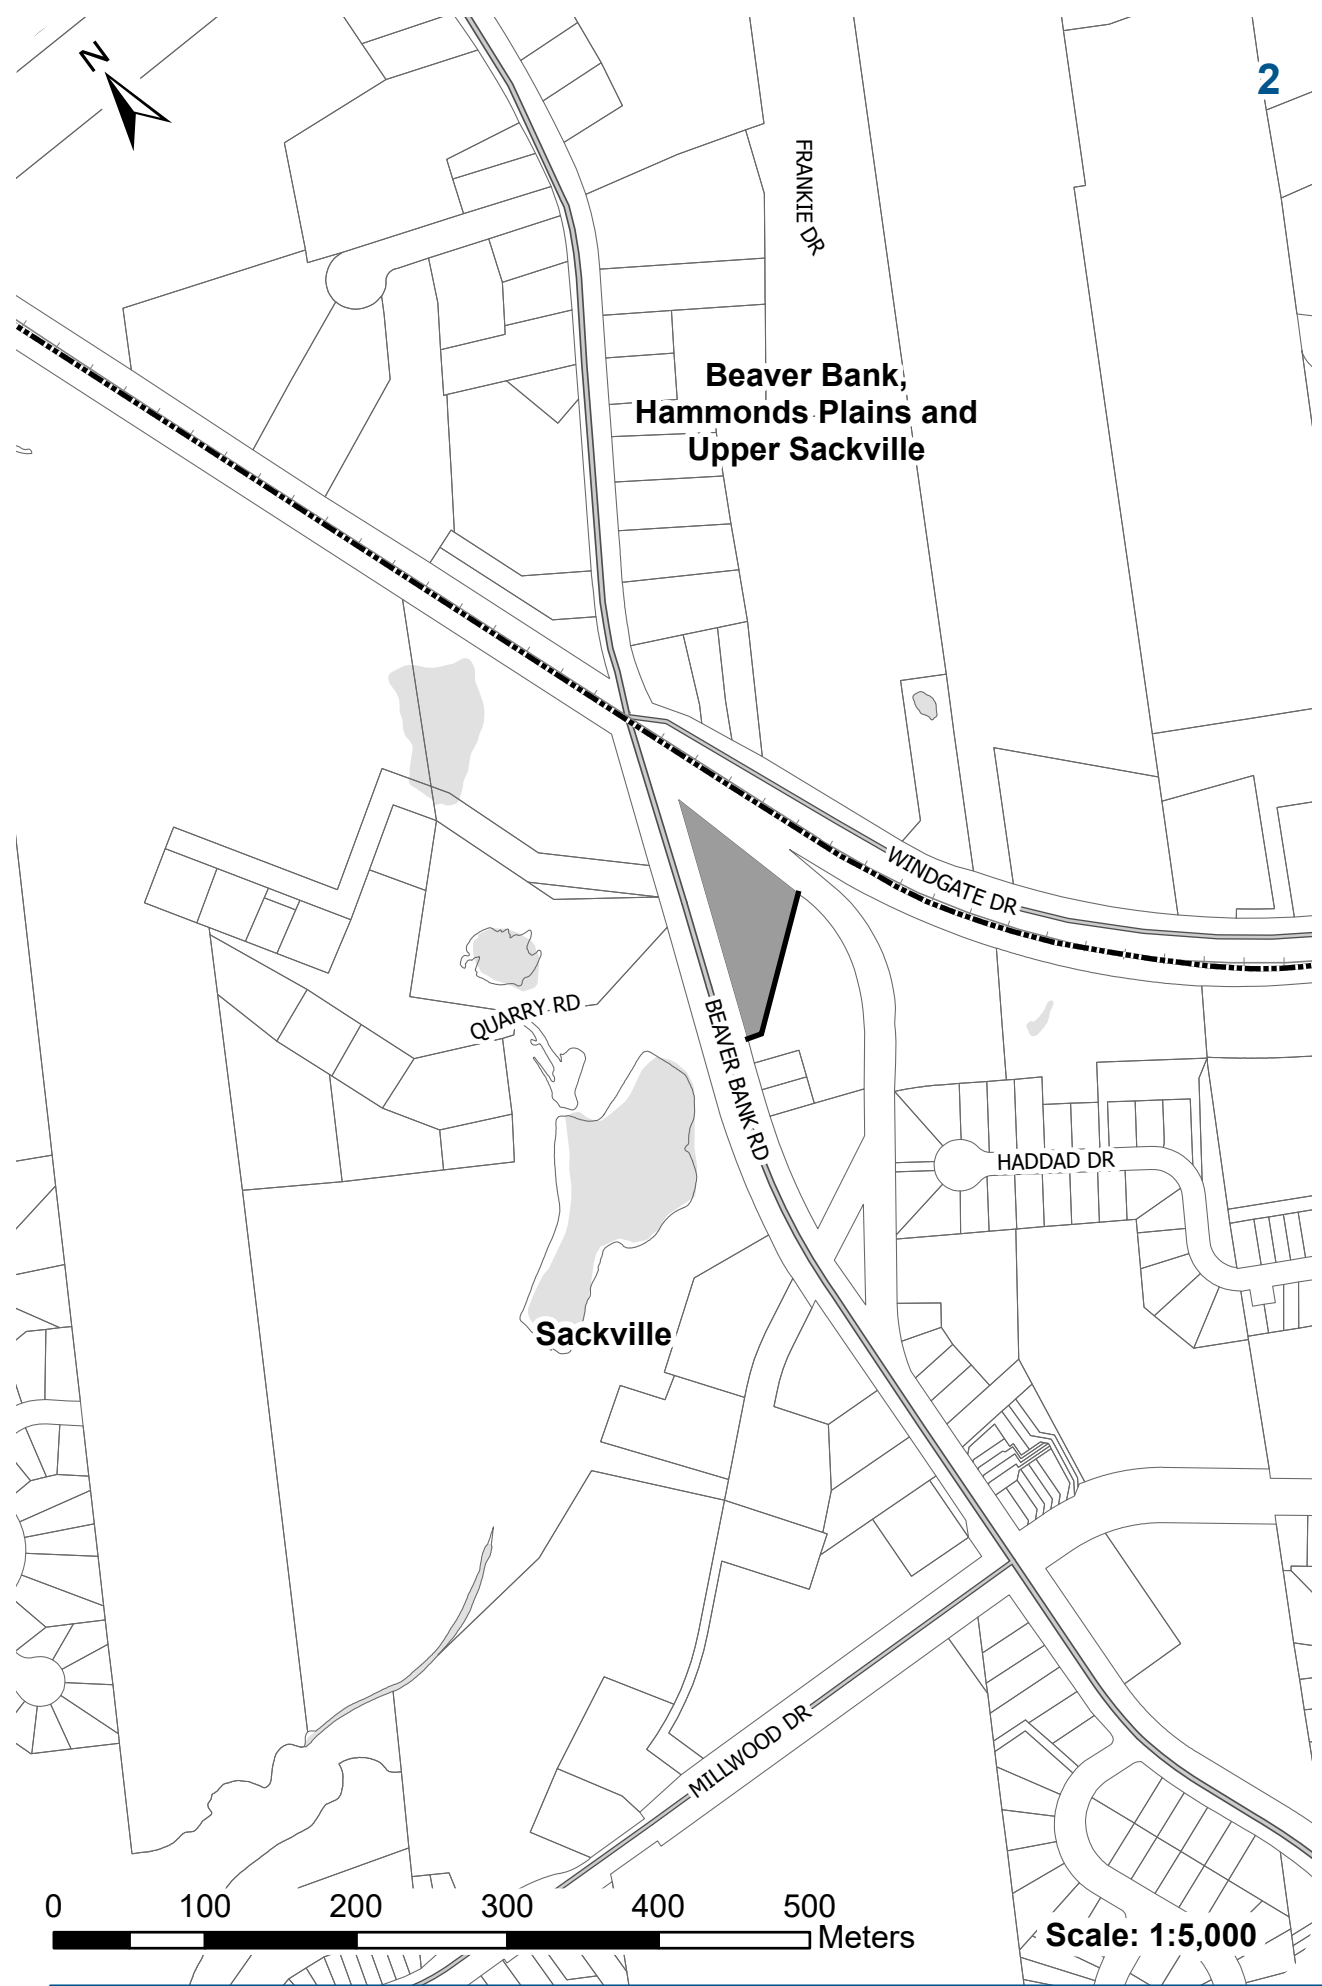 N
2
FRANKIE DR
Beaver Bank,
Hammonds Plains and
Upper Sackville
WINDGATE DR
QUARRY RD
BEAVER BANK RD
HADDAD DR
Sackville
MILLWOOD DR
0 100 200 300 400 500
Meters
Scale: 1:5,000